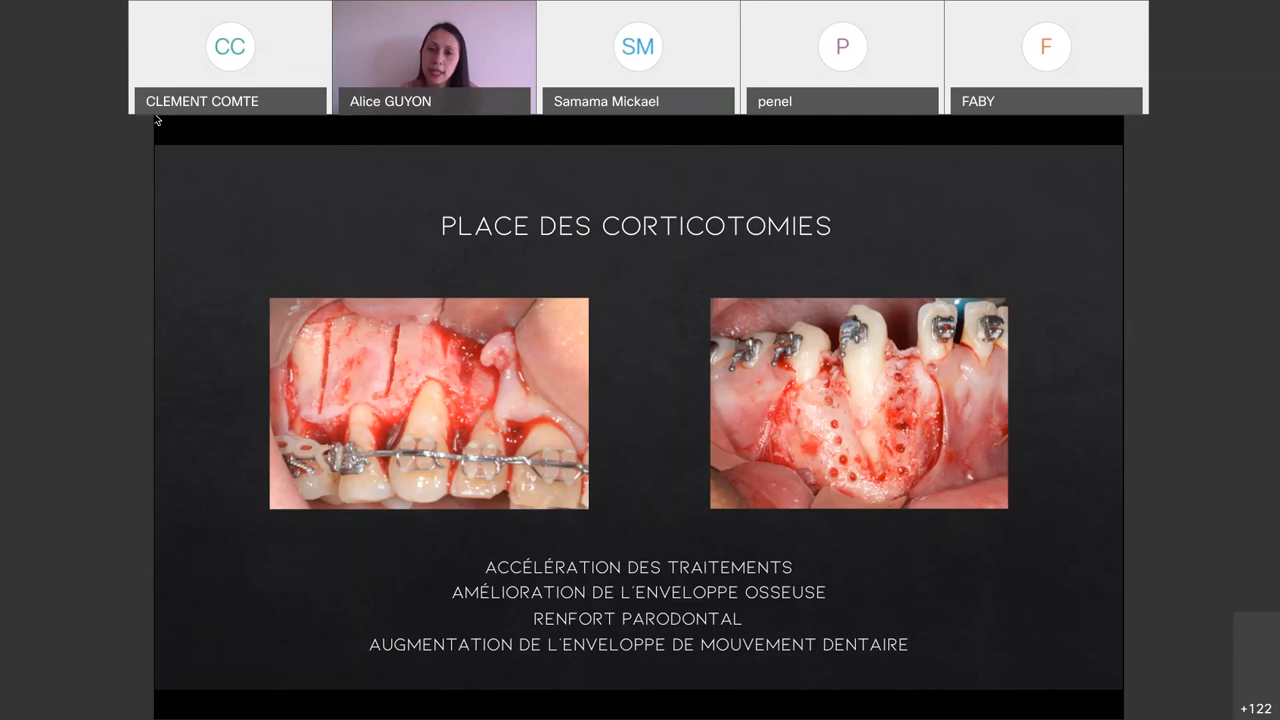 CC
SM
P
F
CLEMENT COMTE
Alice GUYON
Samama Mickael
penel
FABY
PLACE DES CORTICOTOMIES
ACCÉLÉRATION DES TRAITEMENTS
AMÉLIORATION DE L'ENVELOPPE OSSEUSE
RENFORT PARODONTAL
AUGMENTATION DE L'ENVELOPPE DE MOUVEMENT DENTAIRE
+122